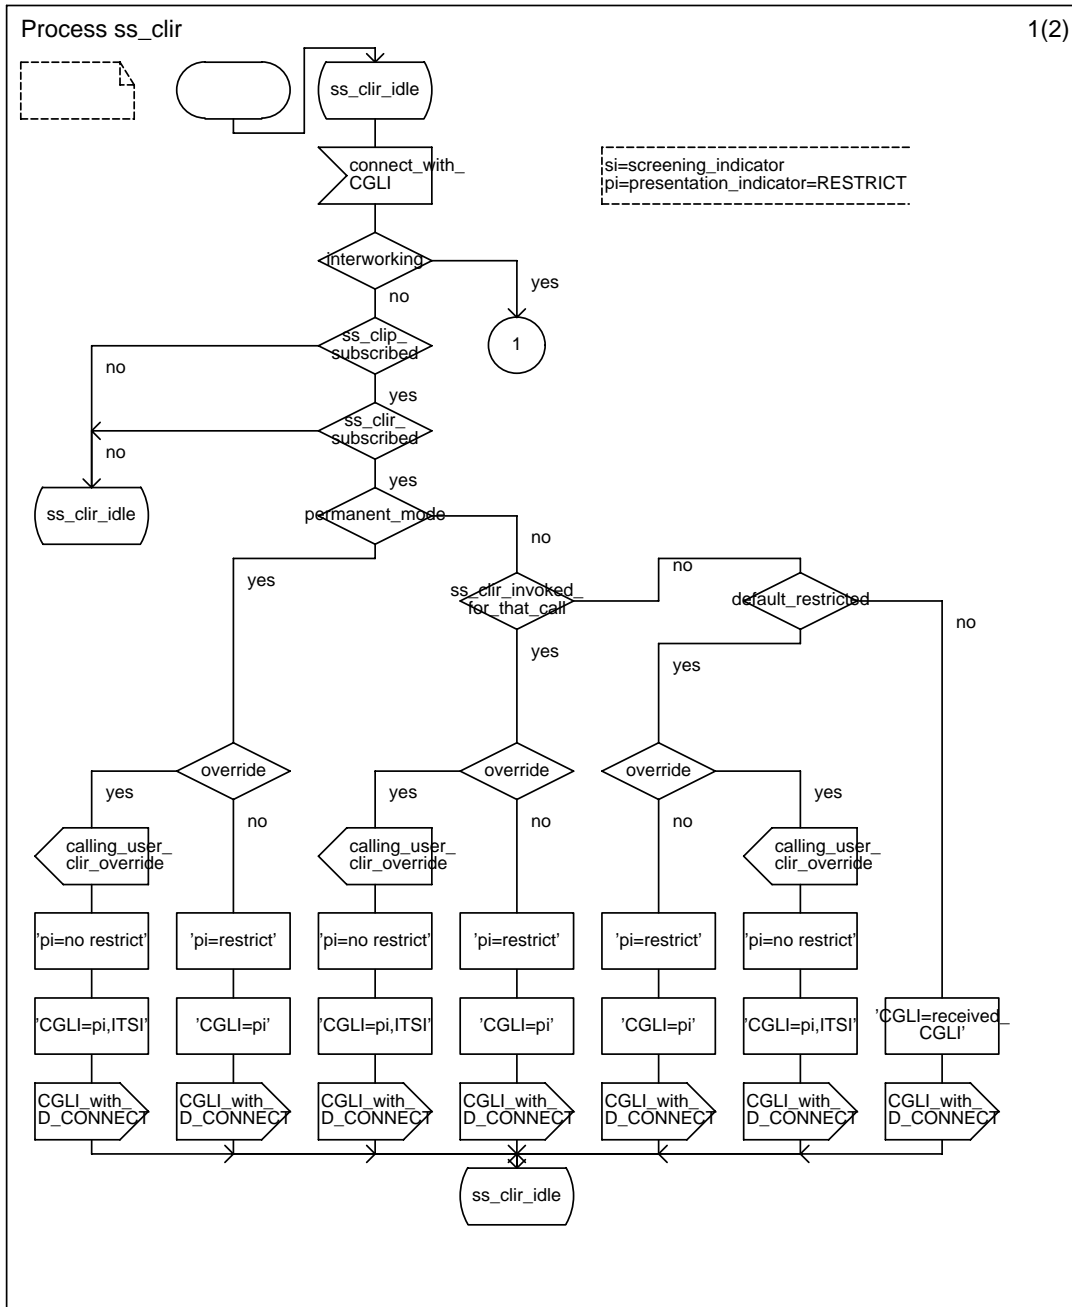 Process ss_clir
1(2)
ss_clir_idle
connect_with_
CGLI
si=screening_indicator
pi=presentation_indicator=RESTRICT
interworking
yes
no
1
ss_clip_
subscribed
no
yes
ss_clir_
subscribed
no
yes
ss_clir_idle
permanent_mode
no
yes
ss_clir_invoked_
for_that_call
no
default_restricted
no
yes
yes
override
override
override
yes
no
yes
no
no
yes
calling_user_
clir_override
calling_user_
clir_override
calling_user_
clir_override
'pi=no restrict'
'pi=restrict'
'pi=no restrict'
'pi=restrict'
'pi=restrict'
'pi=no restrict'
'CGLI=pi,ITSI'
'CGLI=pi'
'CGLI=pi,ITSI'
'CGLI=pi'
'CGLI=pi'
'CGLI=pi,ITSI'
'CGLI=received_
CGLI'
CGLI_with_
D_CONNECT
CGLI_with_
D_CONNECT
CGLI_with_
D_CONNECT
CGLI_with_
D_CONNECT
CGLI_with_
D_CONNECT
CGLI_with_
D_CONNECT
CGLI_with_
D_CONNECT
ss_clir_idle